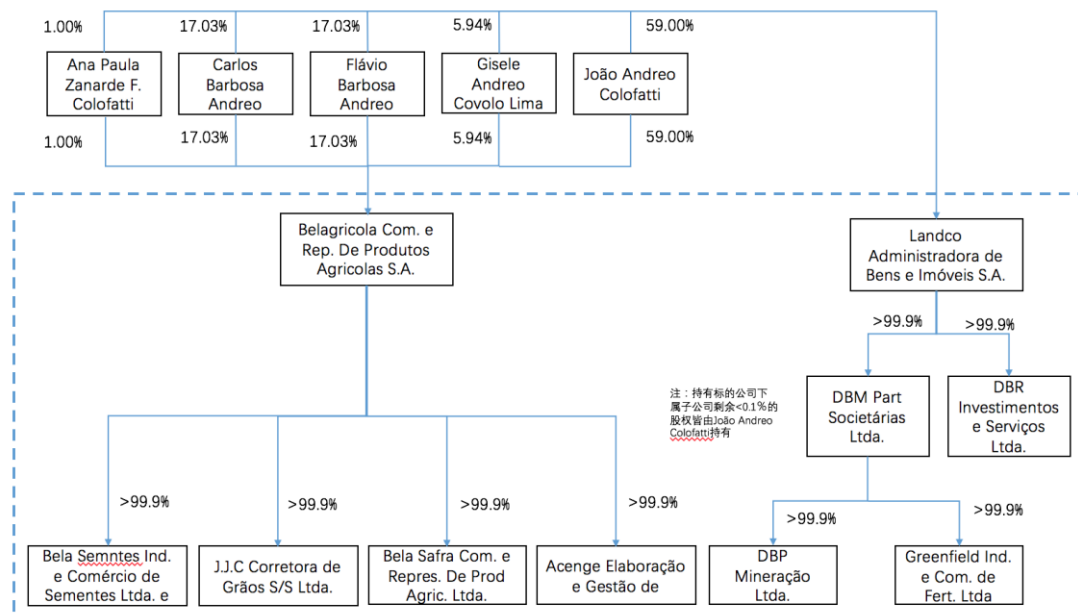 1.00%
17.03%
17.03%
5.94%
59.00%
Ana Paula
Zanarde F.
Colofatti
Carlos
Barbosa
Andreo
Flávio
Barbosa
Andreo
Gisele
Andreo
Covolo Lima
João Andreo
Colofatti
1.00%
17.03%
17.03%
5.94%
59.00%
Belagricola Com. e
Rep. De Produtos
Agricolas S.A.
Landco
Administradora de
Bens e Imóveis S.A.
>99.9%
>99.9%
注：持有标的公司下
属子公司剩余<0.1%的
股权皆由João Andreo
Colofatti持有
DBM Part
Societárias
Ltda.
DBR
Investimentos
e Serviços
Ltda.
>99.9%
>99.9%
>99.9%
>99.9%
>99.9%
>99.9%
Bela Semntes Ind.
e Comércio de
Sementes Ltda. e
J.J.C Corretora de
Grãos S/S Ltda.
Bela Safra Com. e
Repres. De Prod
Agric. Ltda.
Acenge Elaboração
e Gestão de
DBP
Mineração
Ltda.
Greenfield Ind.
e Com. de
Fert. Ltda